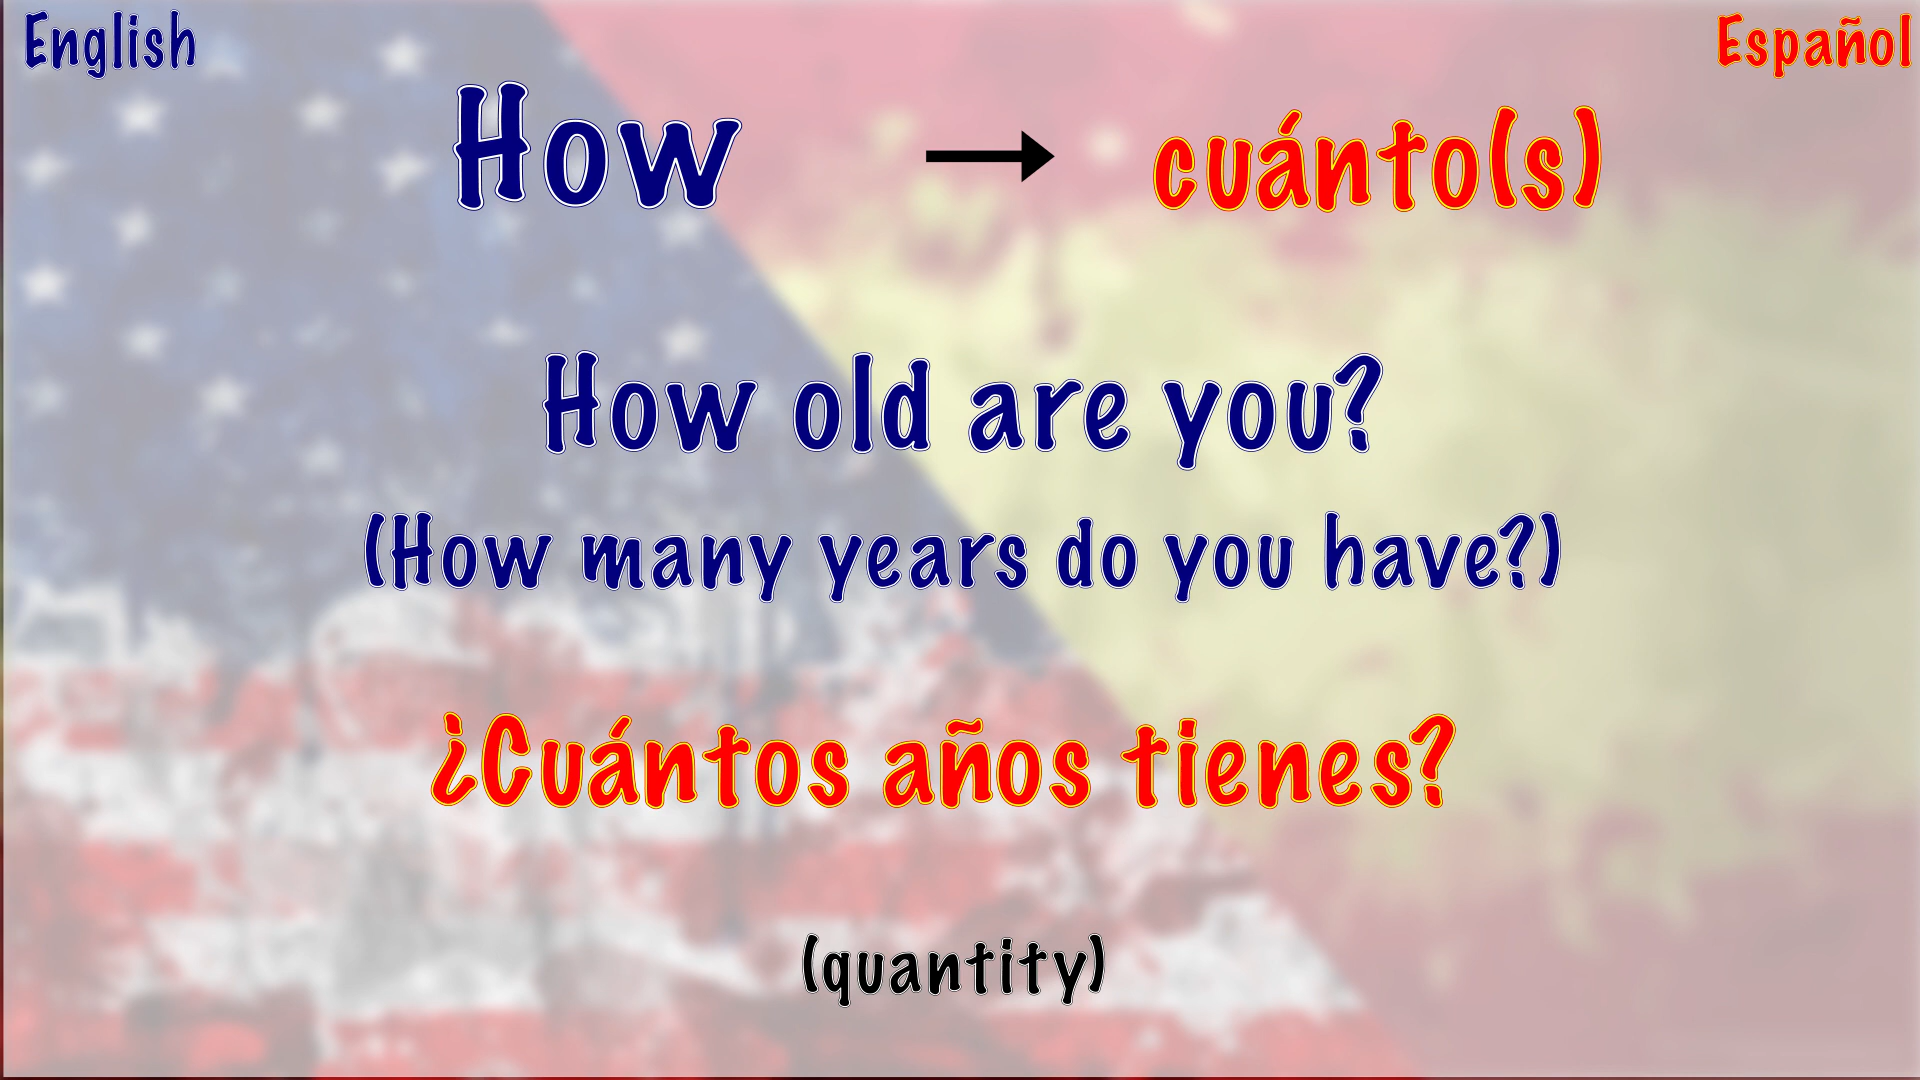 English
Español
How → cuánto(s)
How old are you?
(How many years do you have?)
¿Cuántos años tienes?
(quantity)